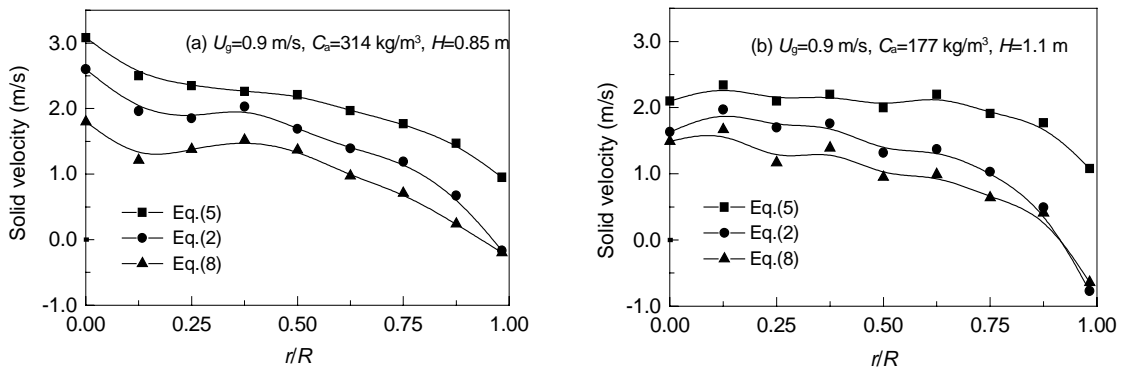 (a) Ug=0.9 m/s, Ca=314 kg/m³, H=0.85 m
Solid velocity (m/s)
3.0
2.0
1.0
0.0
-1.0
Eq.(5)
Eq.(2)
Eq.(8)
0.00 0.25 0.50 0.75 1.00
r/R
(b) Ug=0.9 m/s, Ca=177 kg/m³, H=1.1 m
Solid velocity (m/s)
3.0
2.0
1.0
0.0
-1.0
Eq.(5)
Eq.(2)
Eq.(8)
0.00 0.25 0.50 0.75 1.00
r/R